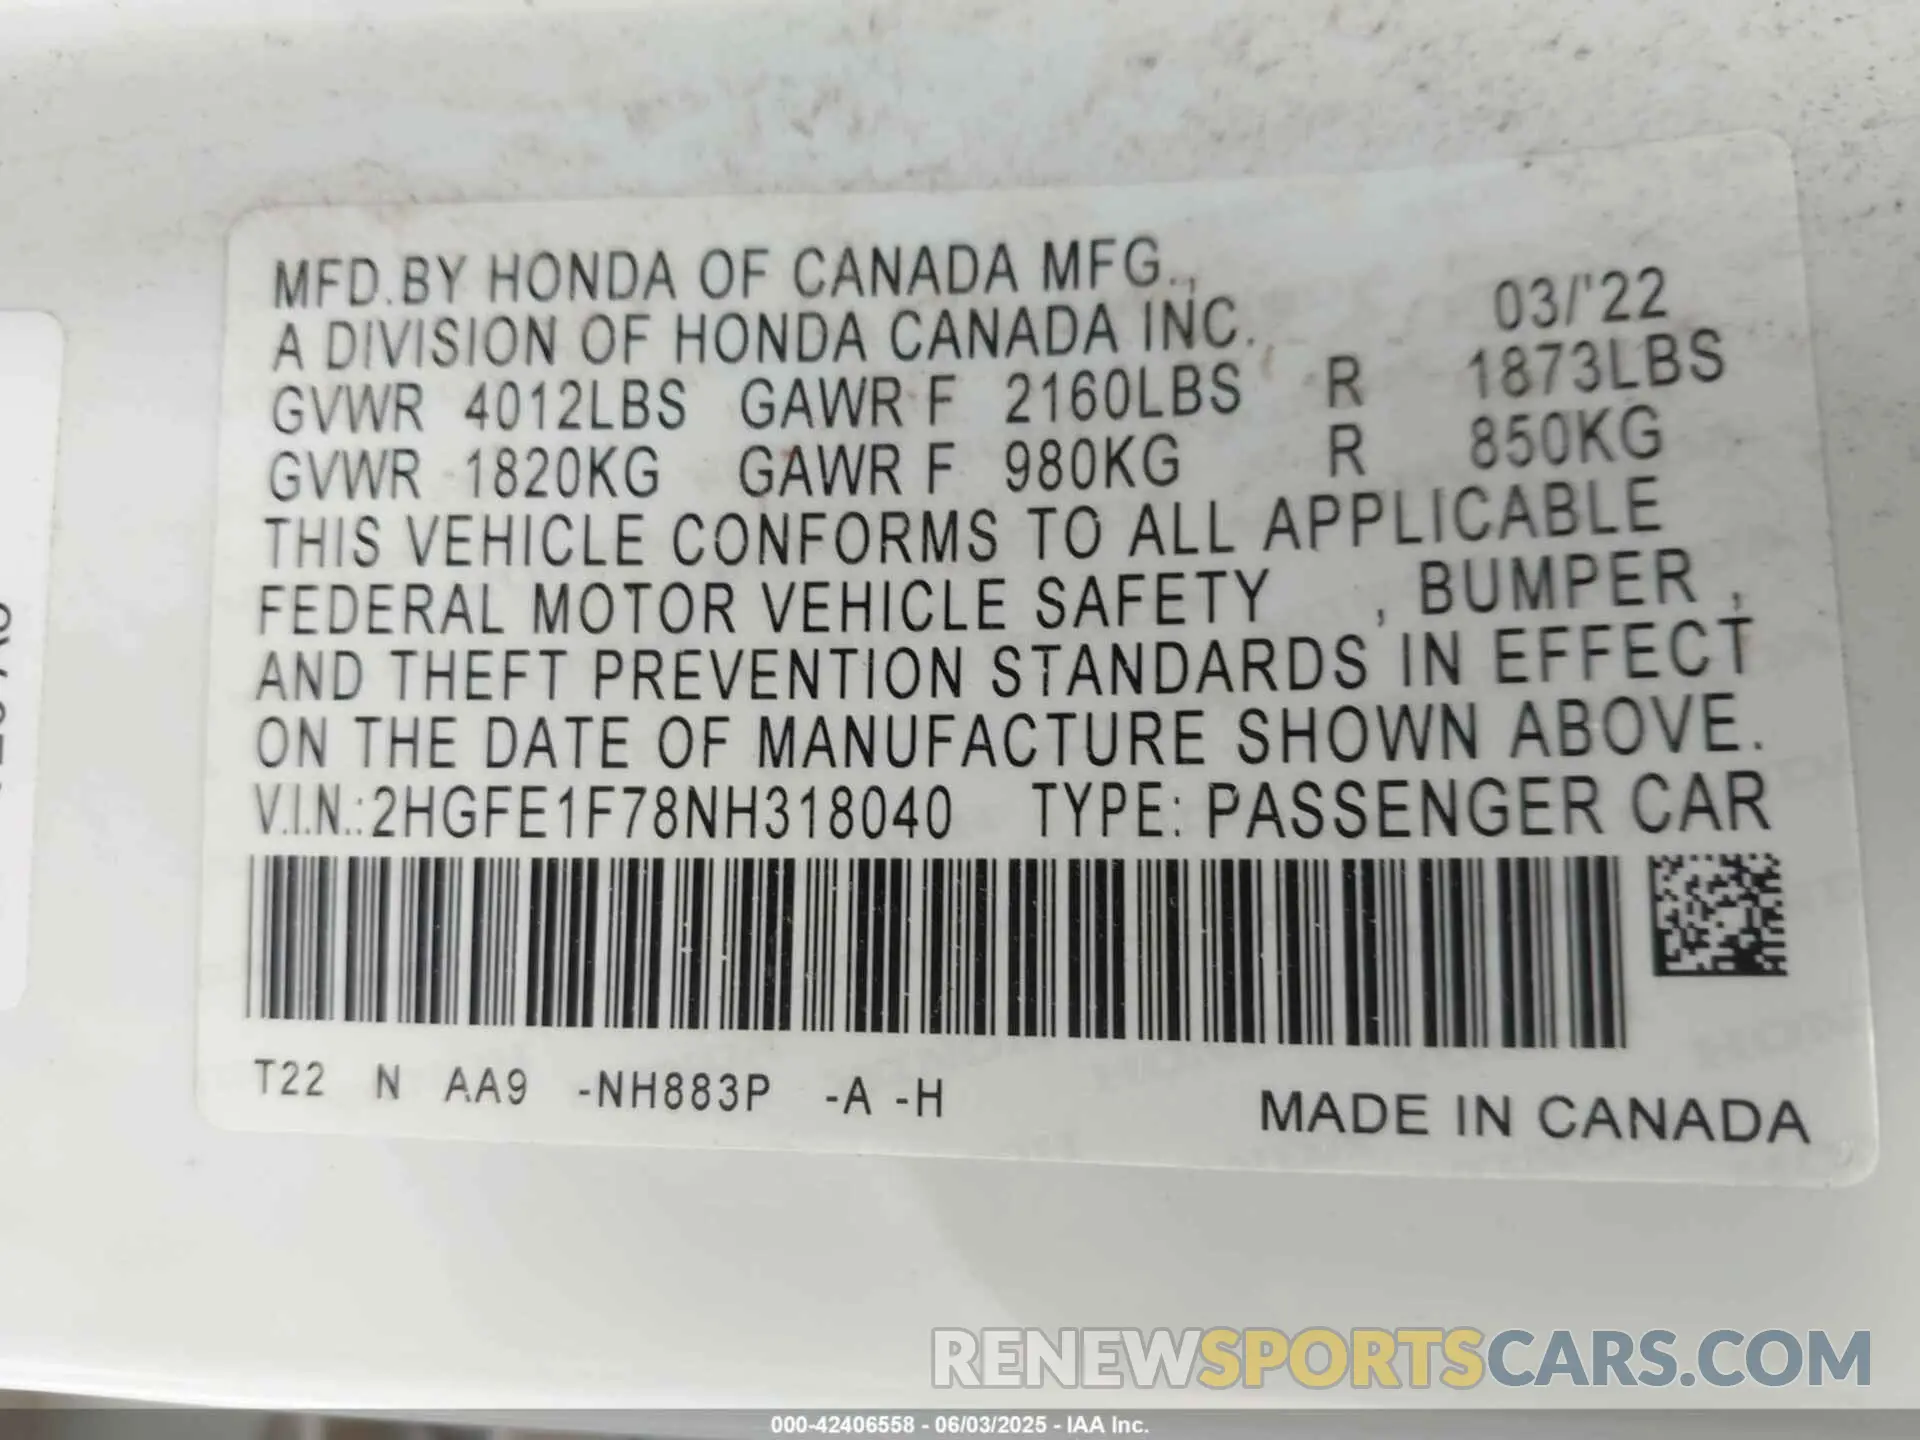 MFD.BY HONDA OF CANADA MFG.,
A DIVISION OF HONDA CANADA INC. 03/'22
GVWR 4012LBS GAWR F 2160LBS R 1873LBS
GVWR 1820KG GAWR F 980KG R 850KG
THIS VEHICLE CONFORMS TO ALL APPLICABLE
FEDERAL MOTOR VEHICLE SAFETY , BUMPER ,
AND THEFT PREVENTION STANDARDS IN EFFECT
ON THE DATE OF MANUFACTURE SHOWN ABOVE.
V.I.N.:2HGFE1F78NH318040 TYPE: PASSENGER CAR
T22 N AA9 -NH883P -A -H
MADE IN CANADA
RENEWSPORTSCARS.COM
000-42406558 - 06/03/2025 - IAA Inc.